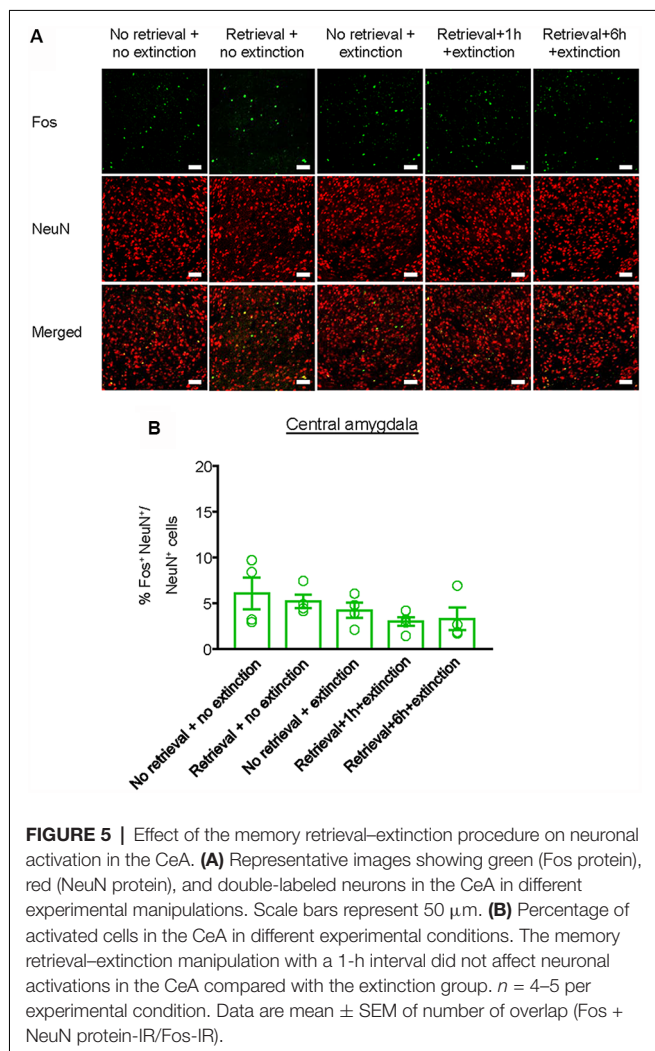 A
No retrieval + no extinction
Retrieval + no extinction
No retrieval + extinction
Retrieval+1h +extinction
Retrieval+6h +extinction
Fos
NeuN
Merged
B
Central amygdala
% Fos⁺ NeuN⁺/ NeuN⁺ cells
20
15
10
5
0
No retrieval + no extinction
Retrieval + no extinction
No retrieval + extinction
Retrieval+1h+extinction
Retrieval+6h+extinction
FIGURE 5 | Effect of the memory retrieval–extinction procedure on neuronal
activation in the CeA. (A) Representative images showing green (Fos protein),
red (NeuN protein), and double-labeled neurons in the CeA in different
experimental manipulations. Scale bars represent 50 μm. (B) Percentage of
activated cells in the CeA in different experimental conditions. The memory
retrieval–extinction manipulation with a 1-h interval did not affect neuronal
activations in the CeA compared with the extinction group. n = 4–5 per
experimental condition. Data are mean ± SEM of number of overlap (Fos +
NeuN protein-IR/Fos-IR).